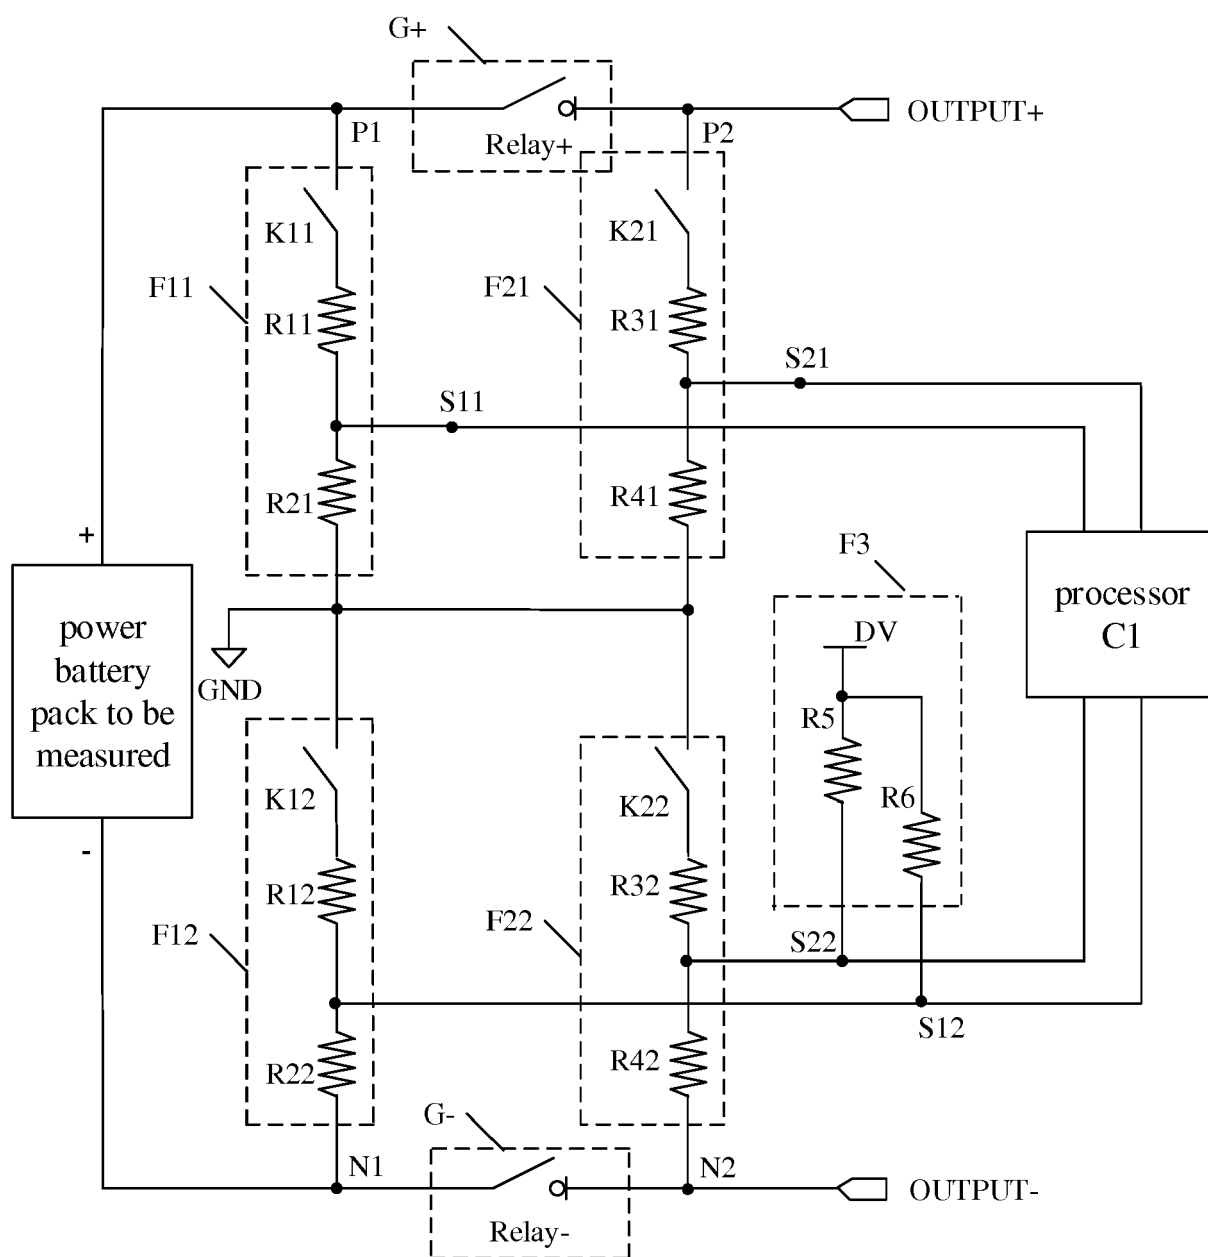 G+
P1
Relay+
P2
OUTPUT+
K11
K21
F11
R11
F21
R31
S21
S11
R21
R41
+
F3
power
battery
pack to be
measured
GND
DV
processor
C1
R5
K12
K22
R6
-
R12
R32
F12
F22
S22
S12
R22
R42
G-
N1
N2
OUTPUT-
Relay-